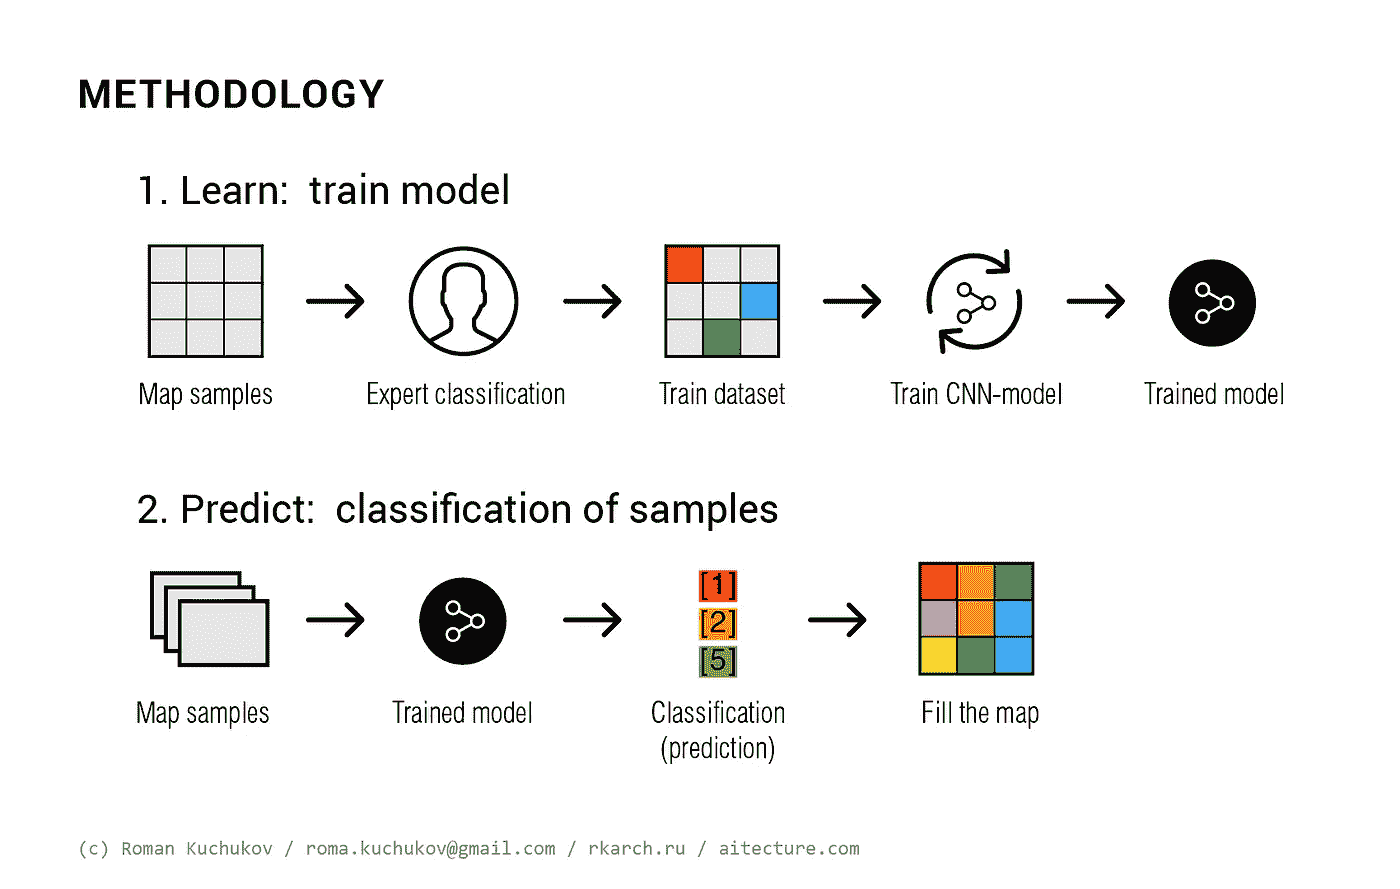 METHODOLOGY
1. Learn: train model
Map samples
Expert classification
Train dataset
Train CNN-model
Trained model
2. Predict: classification of samples
[1]
[2]
[5]
Map samples
Trained model
Classification
(prediction)
Fill the map
(c) Roman Kuchukov / roma.kuchukov@gmail.com / rkarch.ru / aitecture.com